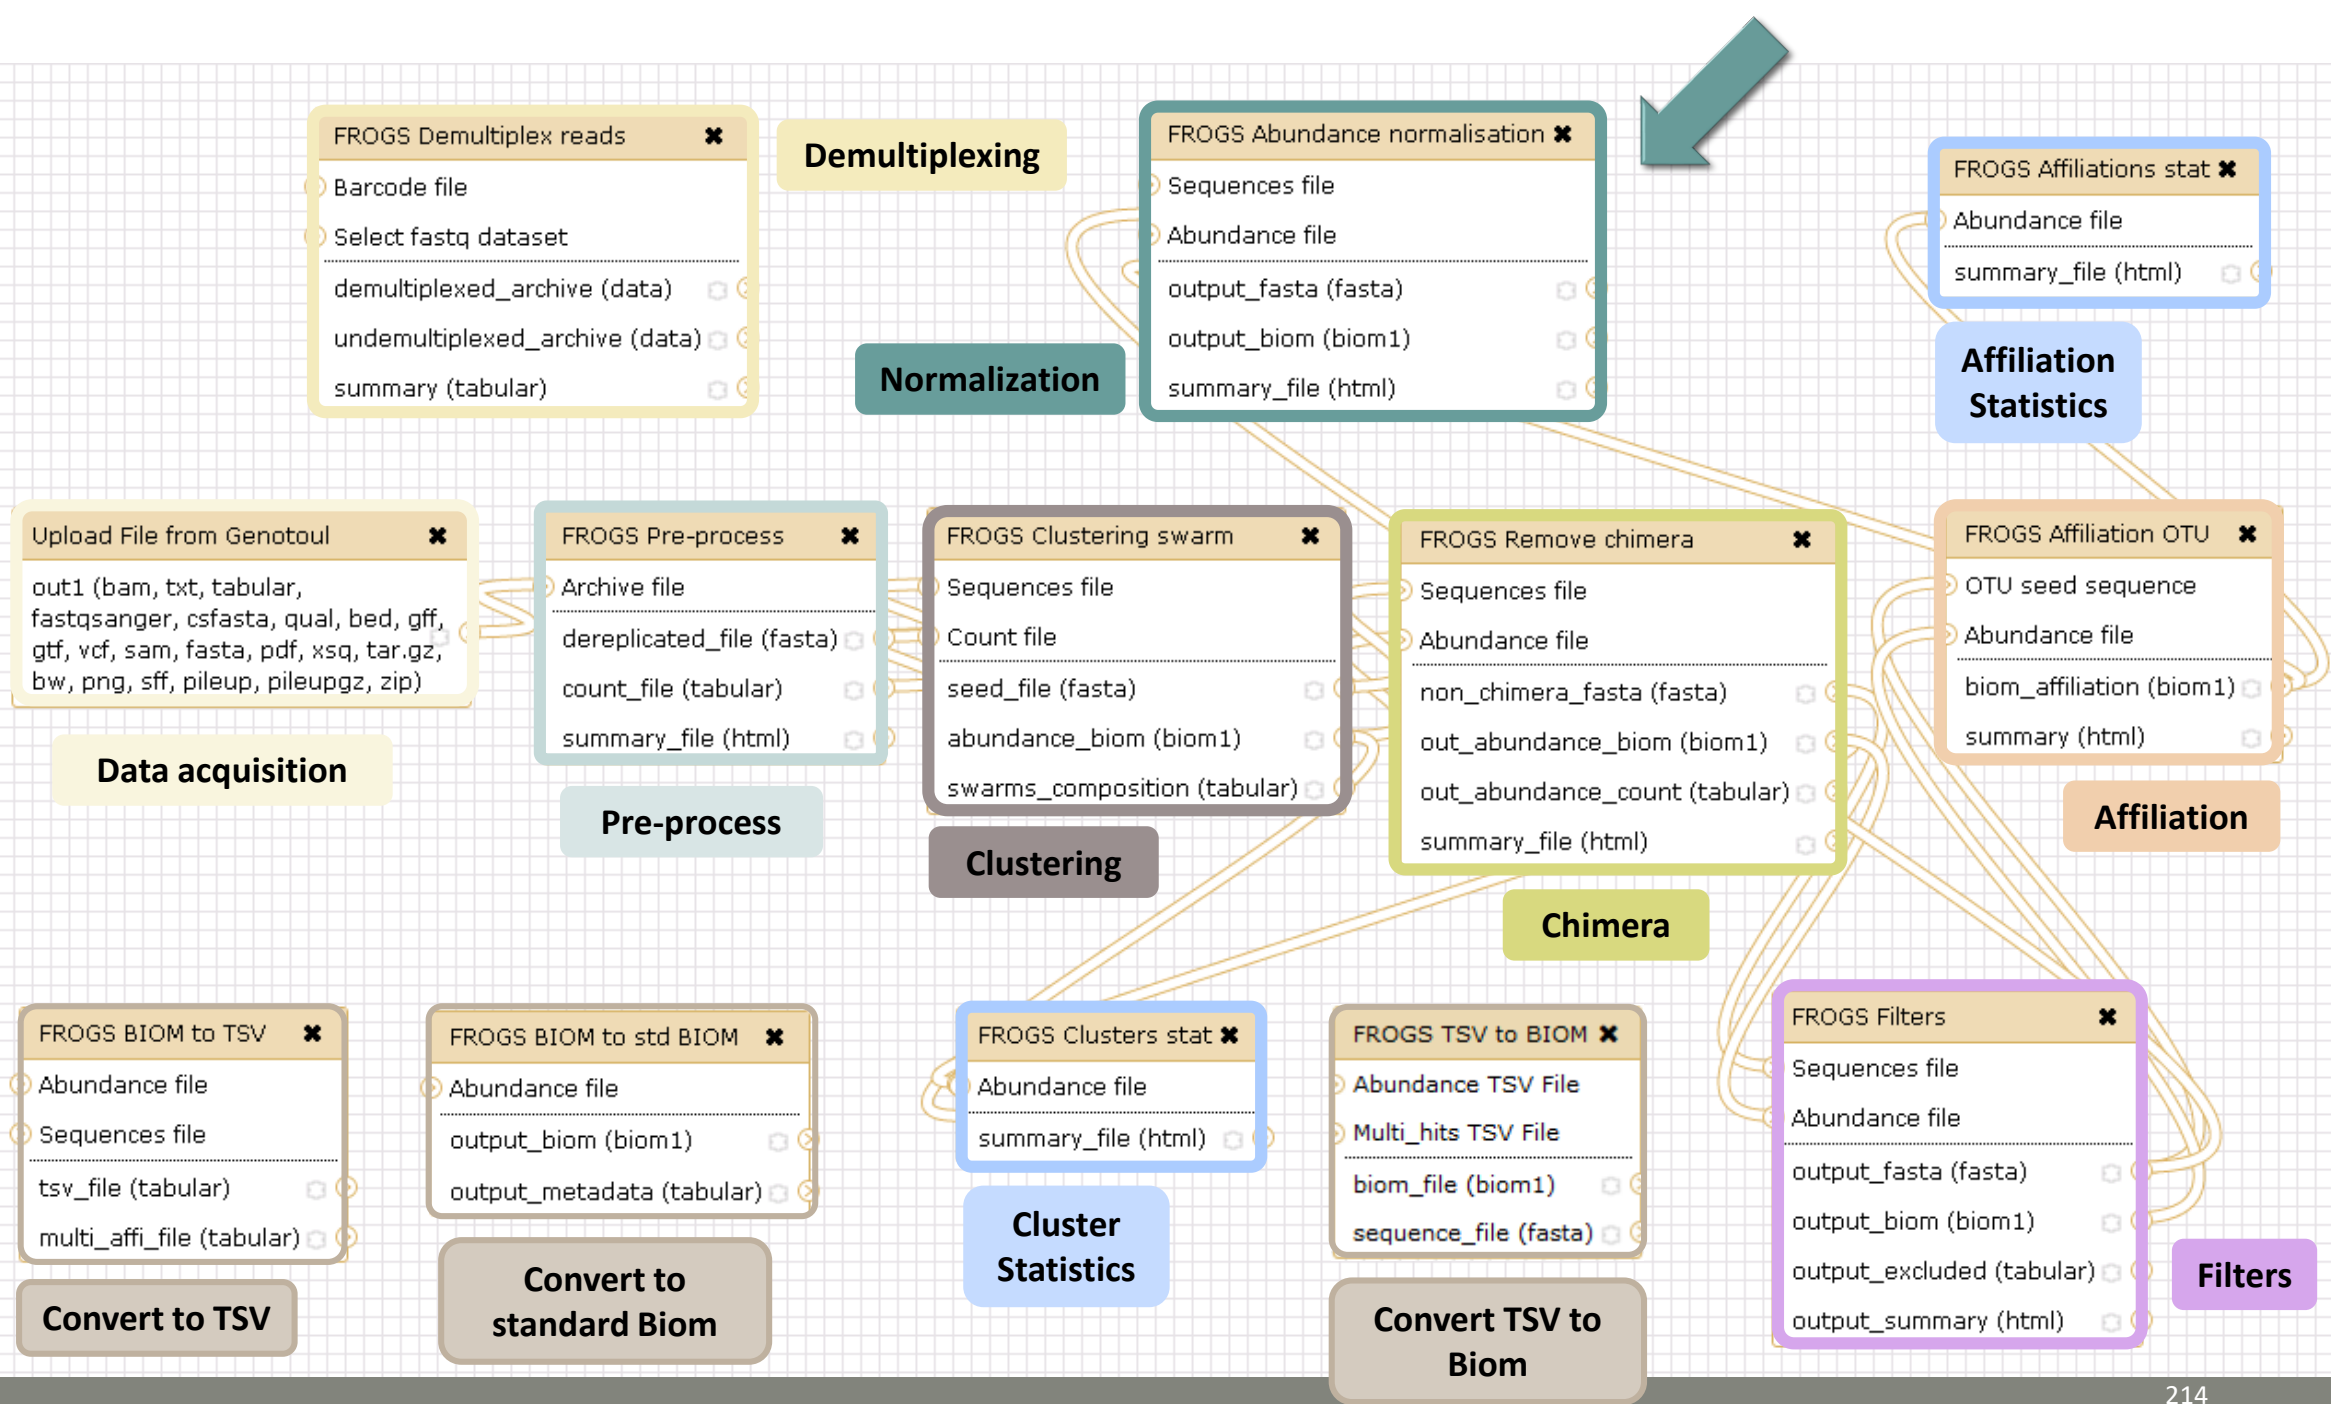 FROGS Demultiplex reads
Barcode file
Select fastq dataset
demultiplexed_archive (data)
undemultiplexed_archive (data)
summary (tabular)
Demultiplexing
FROGS Abundance normalisation
Sequences file
Abundance file
output_fasta (fasta)
output_biom (biom1)
summary_file (html)
Normalization
FROGS Affiliations stat
Abundance file
summary_file (html)
Affiliation
Statistics
Upload File from Genotoul
out1 (bam, txt, tabular,
fastqsanger, csfasta, qual, bed, gff,
gtf, vcf, sam, fasta, pdf, xsq, tar.gz,
bw, png, sff, pileup, pileupgz, zip)
Data acquisition
FROGS Pre-process
Archive file
dereplicated_file (fasta)
count_file (tabular)
summary_file (html)
Pre-process
FROGS Clustering swarm
Sequences file
Count file
seed_file (fasta)
abundance_biom (biom1)
swarms_composition (tabular)
Clustering
FROGS Remove chimera
Sequences file
Abundance file
non_chimera_fasta (fasta)
out_abundance_biom (biom1)
out_abundance_count (tabular)
summary_file (html)
Chimera
FROGS Affiliation OTU
OTU seed sequence
Abundance file
biom_affiliation (biom1)
summary (html)
Affiliation
FROGS BIOM to TSV
Abundance file
Sequences file
tsv_file (tabular)
multi_affi_file (tabular)
Convert to TSV
FROGS BIOM to std BIOM
Abundance file
output_biom (biom1)
output_metadata (tabular)
Convert to
standard Biom
FROGS Clusters stat
Abundance file
summary_file (html)
Cluster
Statistics
FROGS TSV to BIOM
Abundance TSV File
Multi_hits TSV File
biom_file (biom1)
sequence_file (fasta)
Convert TSV to
Biom
FROGS Filters
Sequences file
Abundance file
output_fasta (fasta)
output_biom (biom1)
output_excluded (tabular)
output_summary (html)
Filters
214